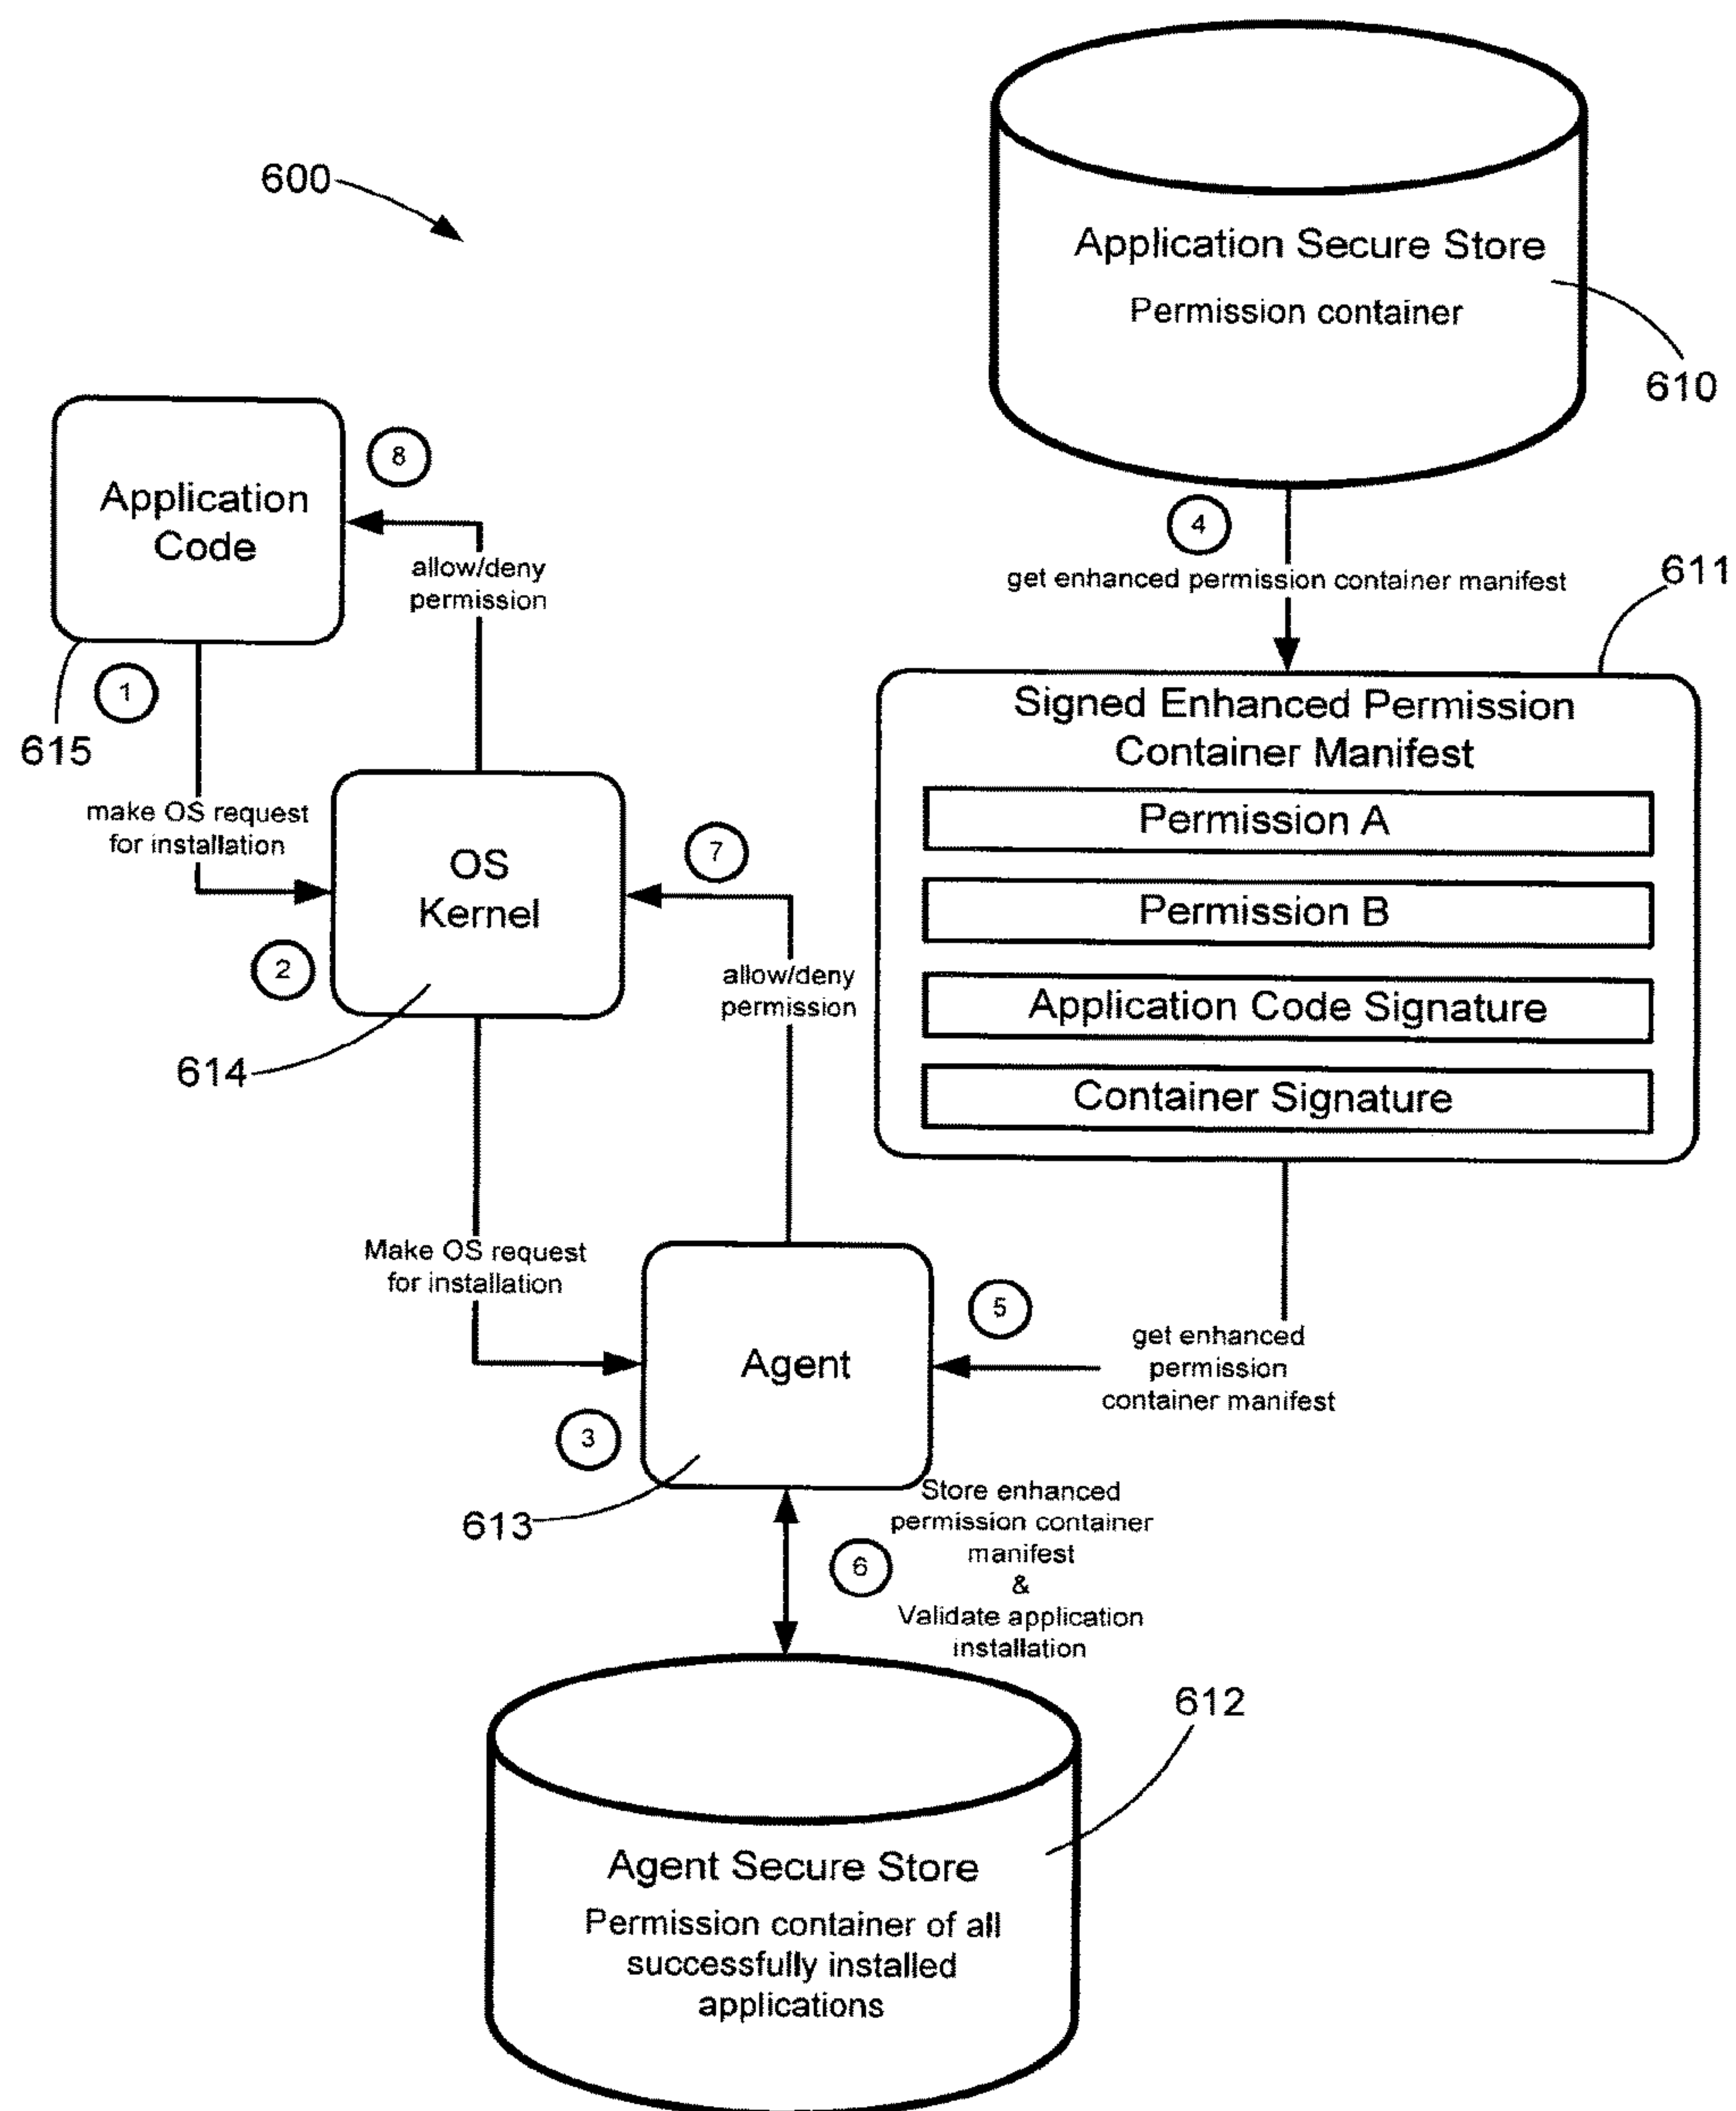 600
Application Secure Store
Permission container
610
Application
Code
8
allow/deny
permission
4
get enhanced permission container manifest
611
1
615
make OS request
for installation
OS
Kernel
2
614
7
allow/deny
permission
Signed Enhanced Permission
Container Manifest
Permission A
Permission B
Application Code Signature
Container Signature
Make OS request
for installation
Agent
3
613
5
get enhanced
permission
container manifest
6
Store enhanced
permission container
manifest
&
Validate application
installation
612
Agent Secure Store
Permission container of all
successfully installed
applications